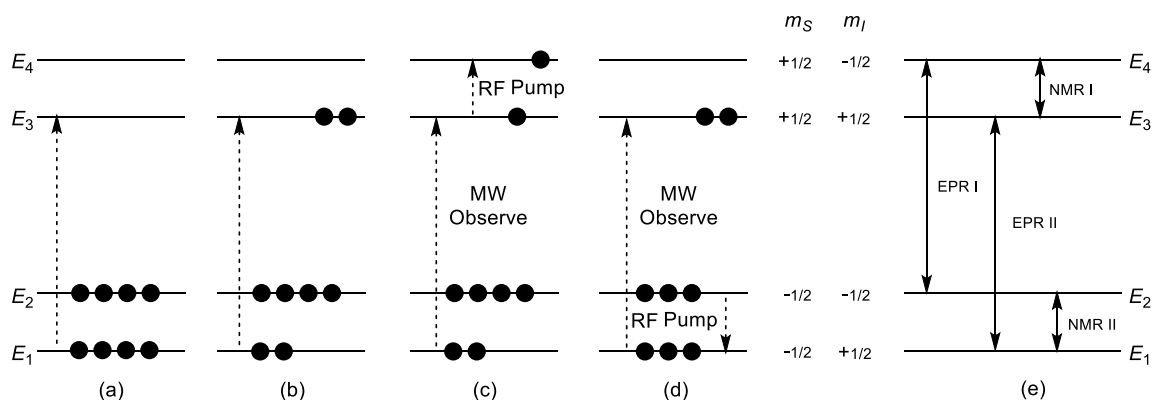 m_S m_I
E_4 +1/2 -1/2 E_4
RF Pump NMR I
E_3 +1/2 +1/2 E_3
MW MW
Observe Observe
EPR I
EPR II
E_2 -1/2 -1/2 E_2
RF Pump NMR II
E_1 -1/2 +1/2 E_1
(a) (b) (c) (d) (e)